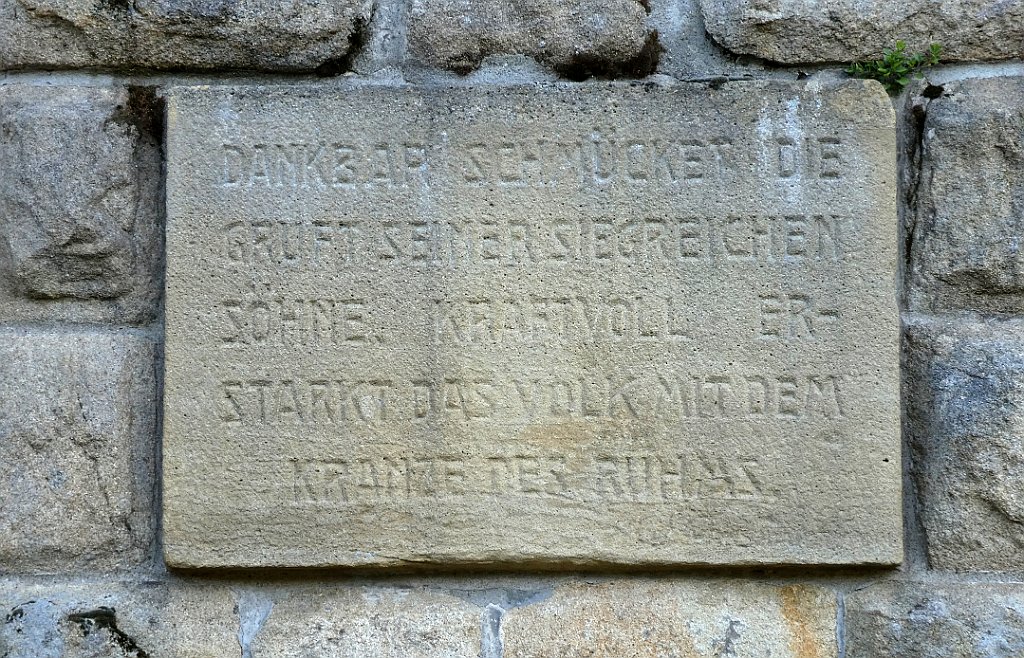 DANKBAR SCHMÜCKET DIE
GRUFT SEINER SIEGREICHEN
SÖHNE. KRAFTVOLL ER-
STARKT DAS VOLK MIT DEM
KRANZE DES RUHMS.